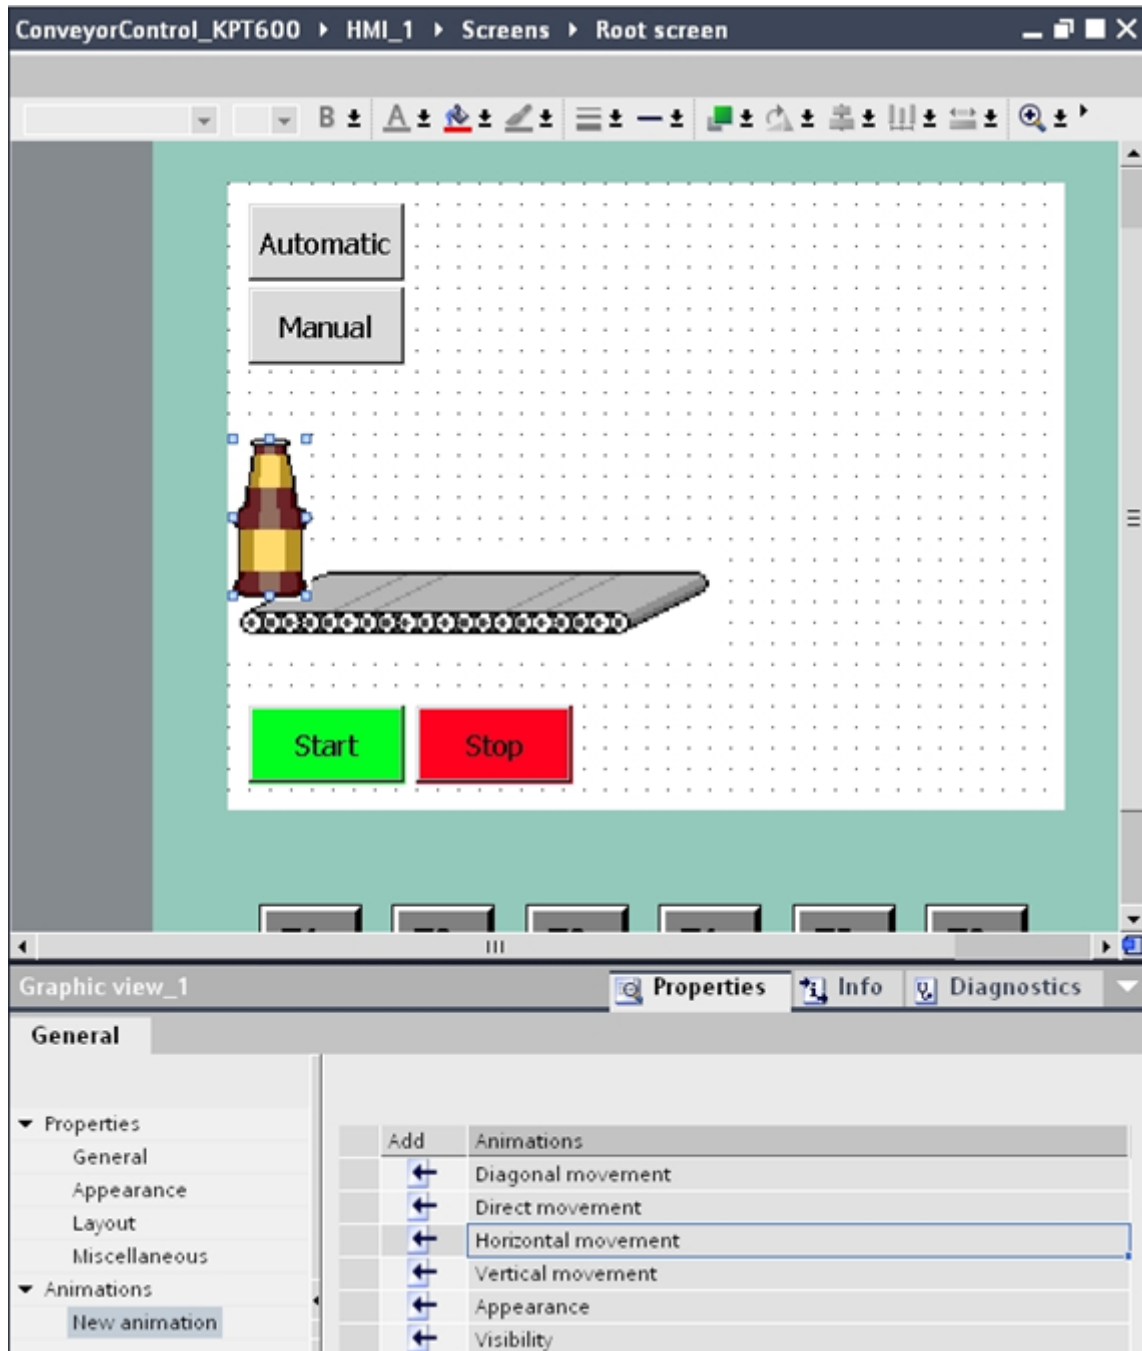 ConveyorControl_KPT600 ▸ HMI_1 ▸ Screens ▸ Root screen
B A
Automatic
Manual
Start Stop
Graphic view_1 Properties Info Diagnostics
General
Properties
General
Appearance
Layout
Miscellaneous
Animations
New animation
Add Animations
Diagonal movement
Direct movement
Horizontal movement
Vertical movement
Appearance
Visibility